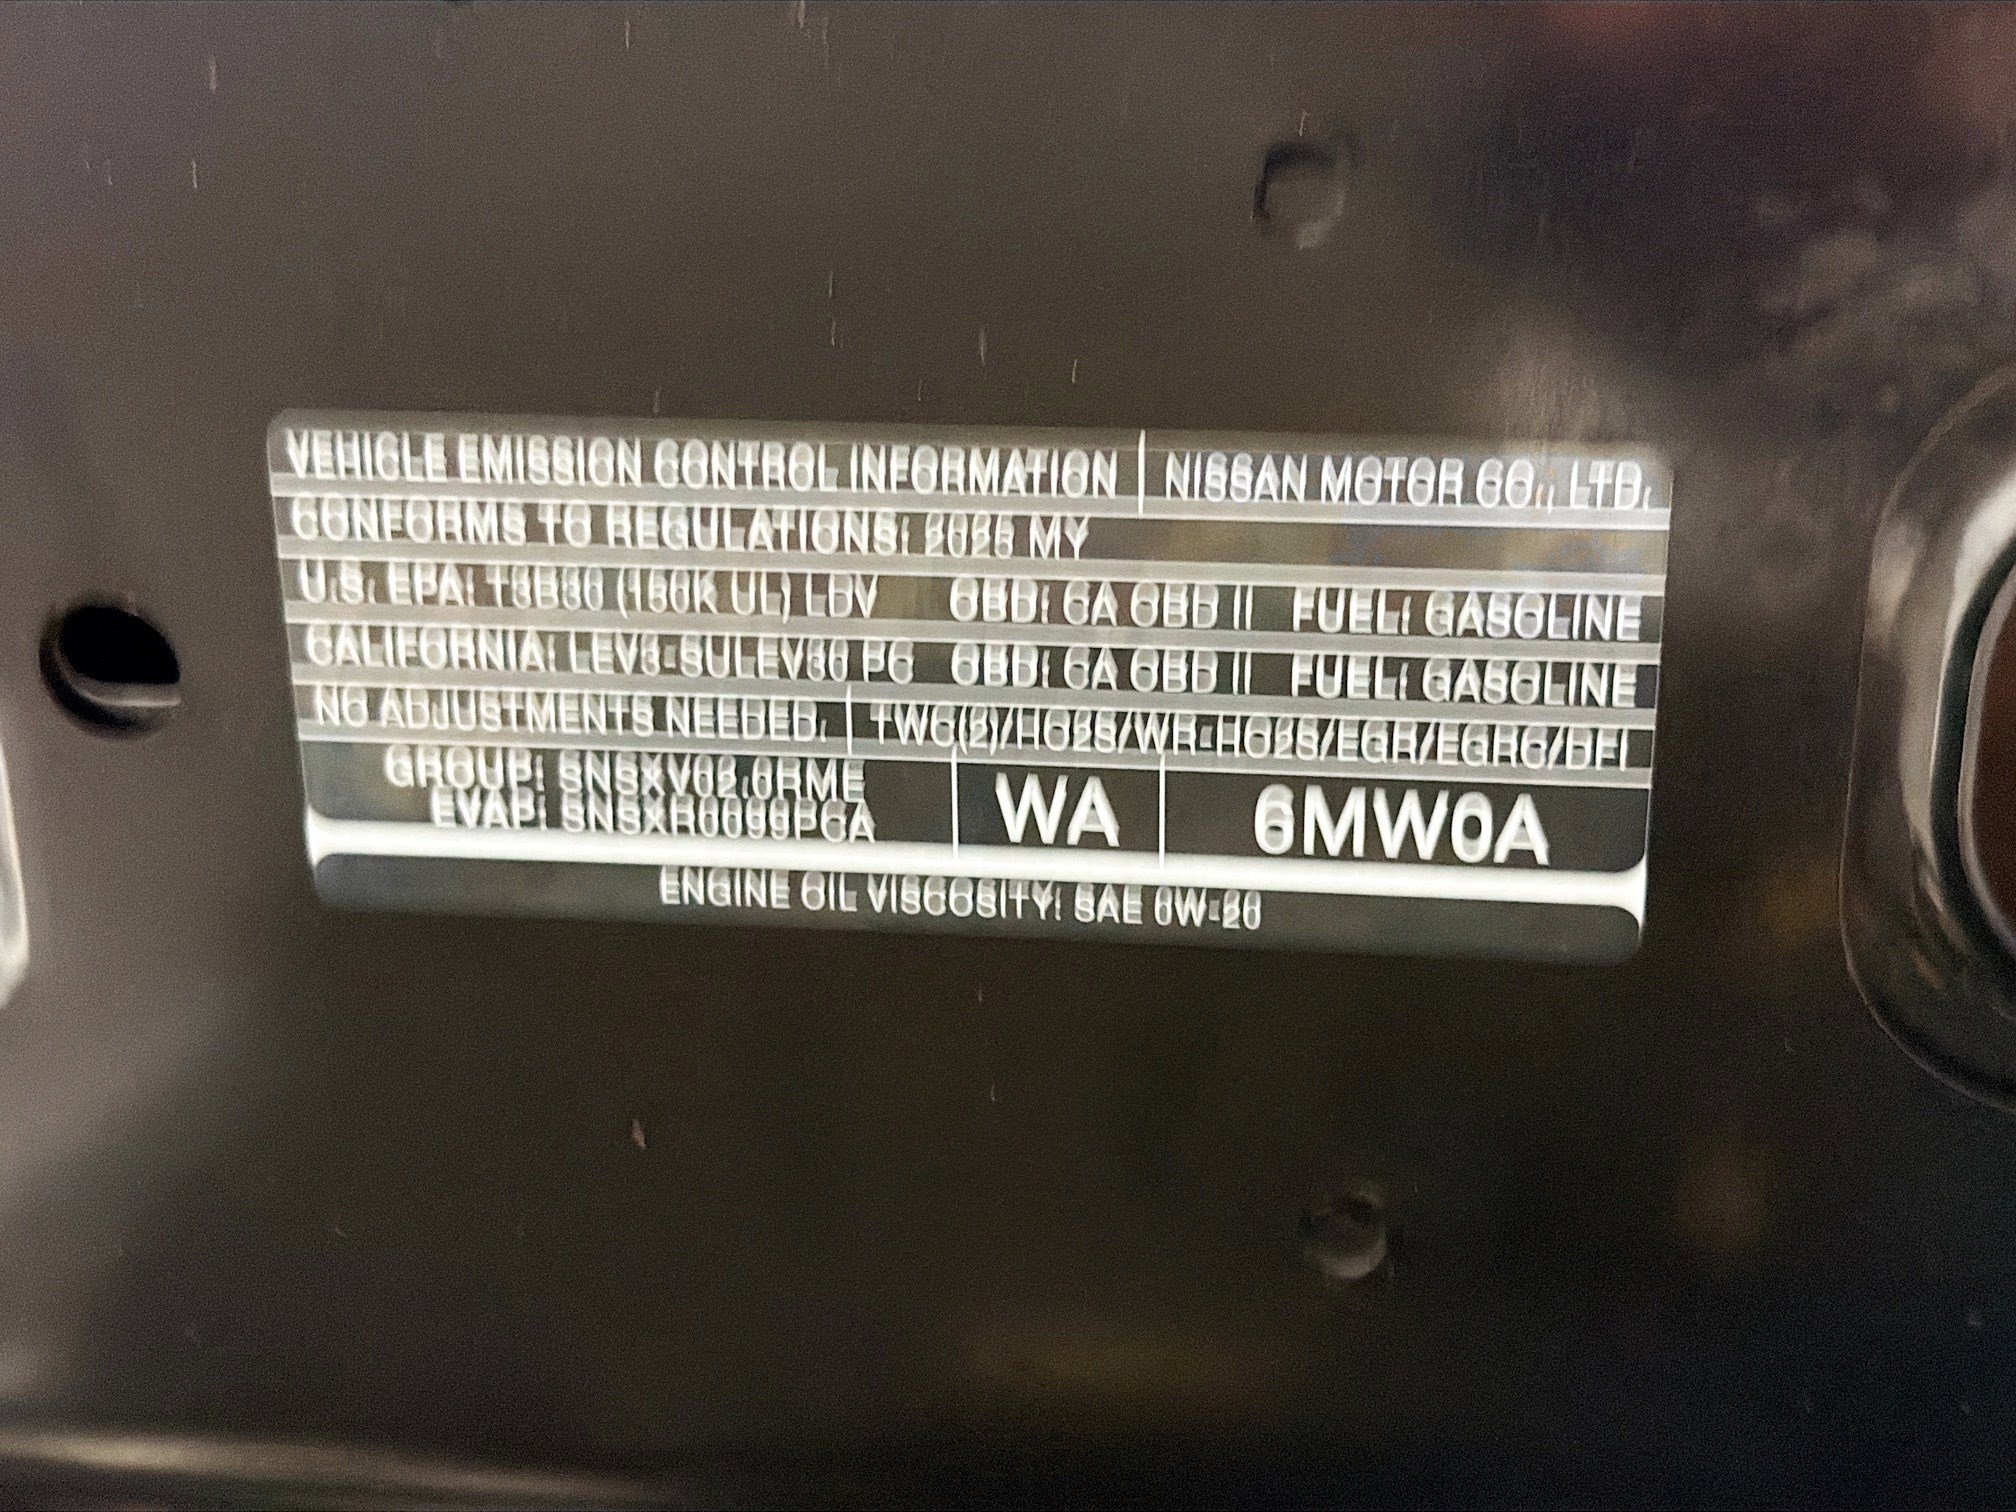 VEHICLE EMISSION CONTROL INFORMATION NISSAN MOTOR CO., LTD.
CONFORMS TO REGULATIONS: 2025 MY
U.S. EPA: T3B30 (150K UL) LDV OBD: CA OBD II FUEL: GASOLINE
CALIFORNIA: LEV3-SULEV30 PC OBD: CA OBD II FUEL: GASOLINE
NO ADJUSTMENTS NEEDED. TWC(2)/HO2S/WR-HO2S/EGR/EGRC/DFI
GROUP: SNSXV02.0RME
EVAP: SNSXR0099PCA
WA
6MW0A
ENGINE OIL VISCOSITY: SAE 0W-20